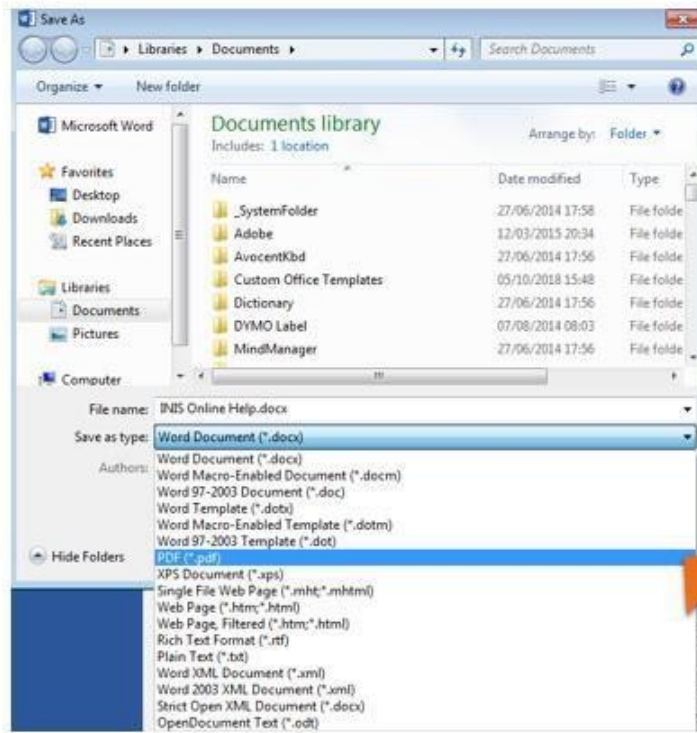 Save As
Libraries ▸ Documents ▸
Search Documents
Organize ▾ New folder
Microsoft Word
Favorites
Desktop
Downloads
Recent Places
Libraries
Documents
Pictures
Computer
Documents library
Includes: 1 location
Arrange by: Folder ▾
Name Date modified Type
_SystemFolder 27/06/2014 17:58 File folde
Adobe 12/03/2015 20:34 File folde
AvocentKbd 27/06/2014 17:56 File folde
Custom Office Templates 05/10/2018 15:48 File folde
Dictionary 27/06/2014 17:56 File folde
DYMO Label 07/08/2014 08:03 File folde
MindManager 27/06/2014 17:56 File folde
File name: INIS Online Help.docx
Save as type: Word Document (*.docx)
Authors:
Word Document (*.docx)
Word Macro-Enabled Document (*.docm)
Word 97-2003 Document (*.doc)
Word Template (*.dotx)
Word Macro-Enabled Template (*.dotm)
Word 97-2003 Template (*.dot)
PDF (*.pdf)
XPS Document (*.xps)
Single File Web Page (*.mht;*.mhtml)
Web Page (*.htm;*.html)
Web Page, Filtered (*.htm;*.html)
Rich Text Format (*.rtf)
Plain Text (*.txt)
Word XML Document (*.xml)
Word 2003 XML Document (*.xml)
Strict Open XML Document (*.docx)
OpenDocument Text (*.odt)
Hide Folders